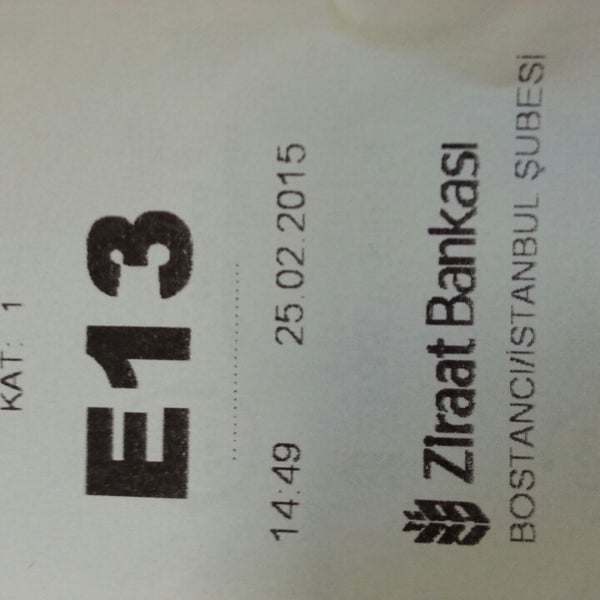 KAT: 1
E13
14:49 25.02.2015
Ziraat Bankası
BOSTANCI/İSTANBUL ŞUBESİ